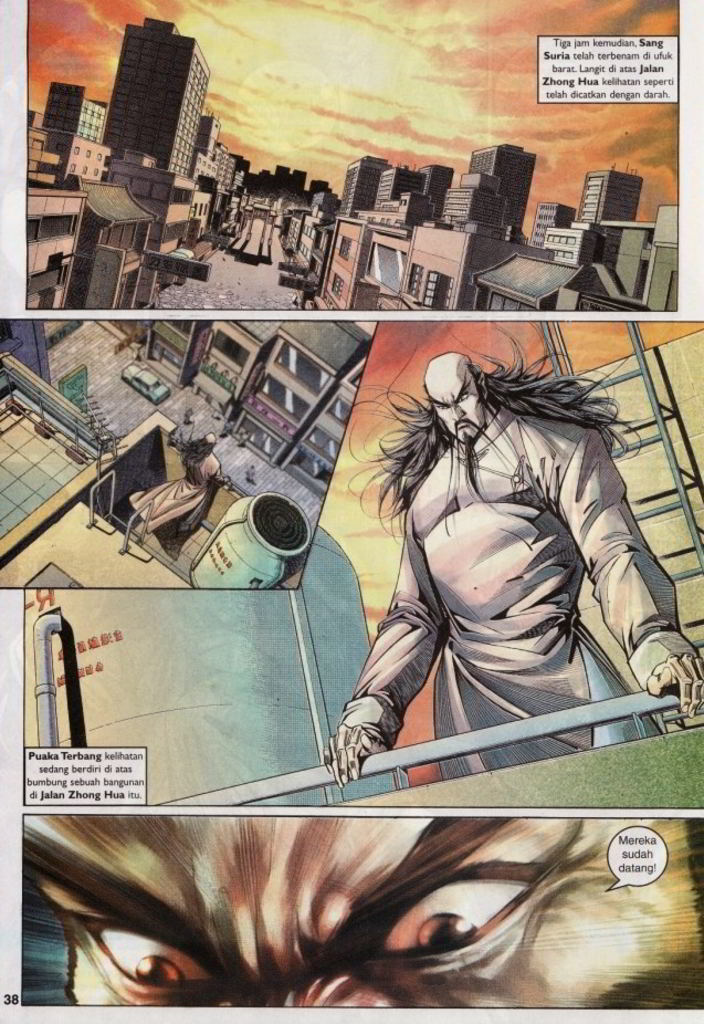 Tiga jam kemudian, Sang
Suria telah terbenam di ufuk
barat. Langit di atas Jalan
Zhong Hua kelihatan seperti
telah dicatkan dengan darah.
Puaka Terbang kelihatan
sedang berdiri di atas
bumbung sebuah bangunan
di Jalan Zhong Hua itu.
Mereka
sudah
datang!
38